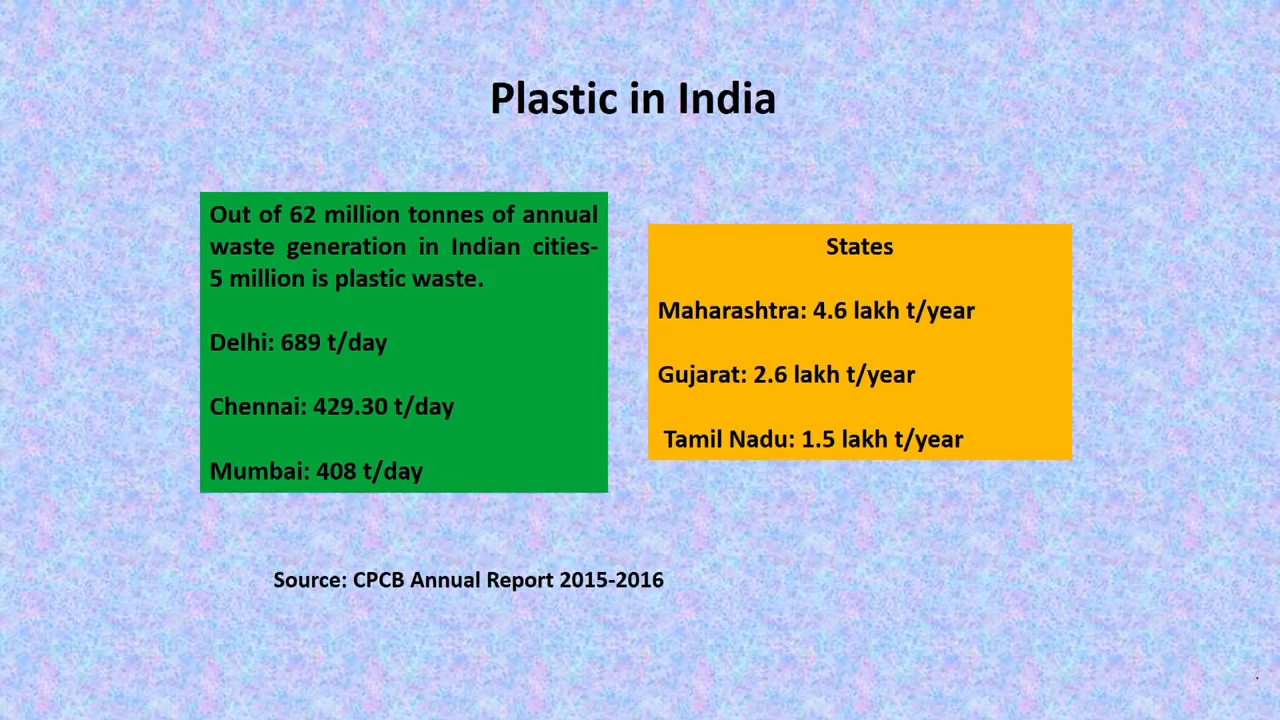 Plastic in India
Out of 62 million tonnes of annual
waste generation in Indian cities-
5 million is plastic waste.
Delhi: 689 t/day
Chennai: 429.30 t/day
Mumbai: 408 t/day
States
Maharashtra: 4.6 lakh t/year
Gujarat: 2.6 lakh t/year
Tamil Nadu: 1.5 lakh t/year
Source: CPCB Annual Report 2015-2016